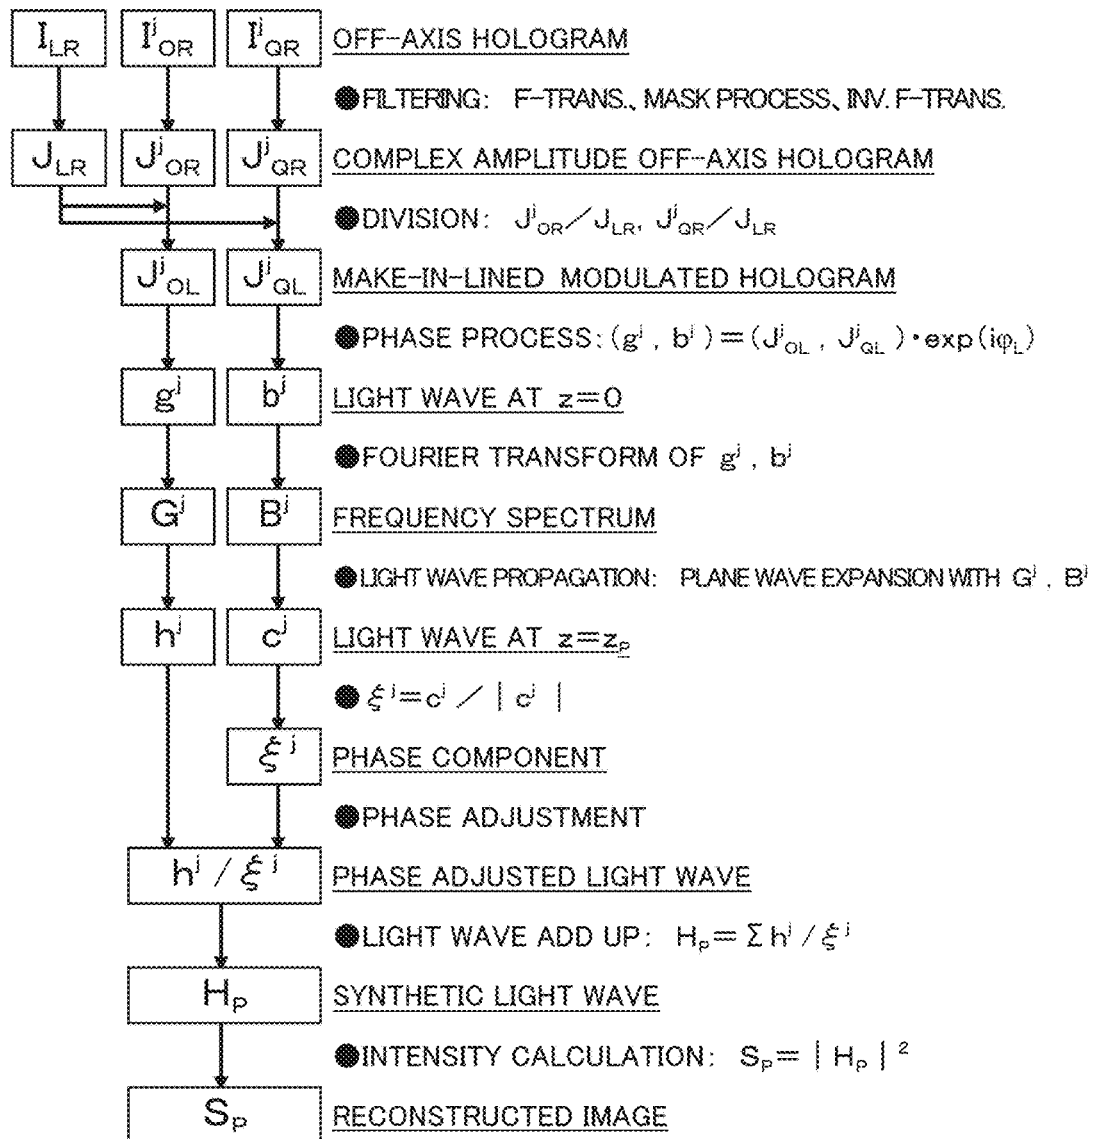 I_LR I^j_OR I^j_QR OFF-AXIS HOLOGRAM
●FILTERING: F-TRANS.、MASK PROCESS、INV. F-TRANS.
J_LR J^j_OR J^j_QR COMPLEX AMPLITUDE OFF-AXIS HOLOGRAM
●DIVISION: J^j_OR／J_LR, J^j_QR／J_LR
J^j_OL J^j_QL MAKE-IN-LINED MODULATED HOLOGRAM
●PHASE PROCESS:(g^j , b^j )＝(J^j_OL , J^j_QL )・exp(iφ_L)
g^j b^j LIGHT WAVE AT z＝0
●FOURIER TRANSFORM OF g^j , b^j
G^j B^j FREQUENCY SPECTRUM
●LIGHT WAVE PROPAGATION: PLANE WAVE EXPANSION WITH G^j , B^j
h^j c^j LIGHT WAVE AT z＝z_P
●ξ^j＝c^j ／｜c^j｜
ξ^j PHASE COMPONENT
●PHASE ADJUSTMENT
h^j / ξ^j PHASE ADJUSTED LIGHT WAVE
●LIGHT WAVE ADD UP: H_P＝Σh^j / ξ^j
H_P SYNTHETIC LIGHT WAVE
●INTENSITY CALCULATION: S_P＝｜H_P｜^2
S_P RECONSTRUCTED IMAGE